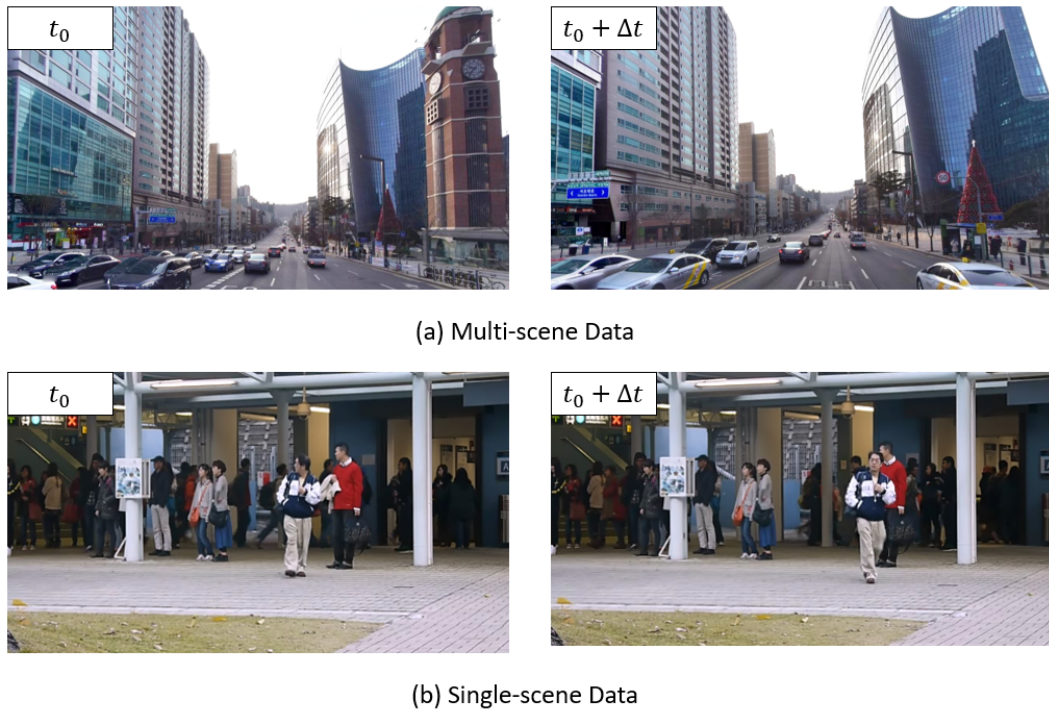 t₀
t₀ + Δt
(a) Multi-scene Data
t₀
t₀ + Δt
(b) Single-scene Data